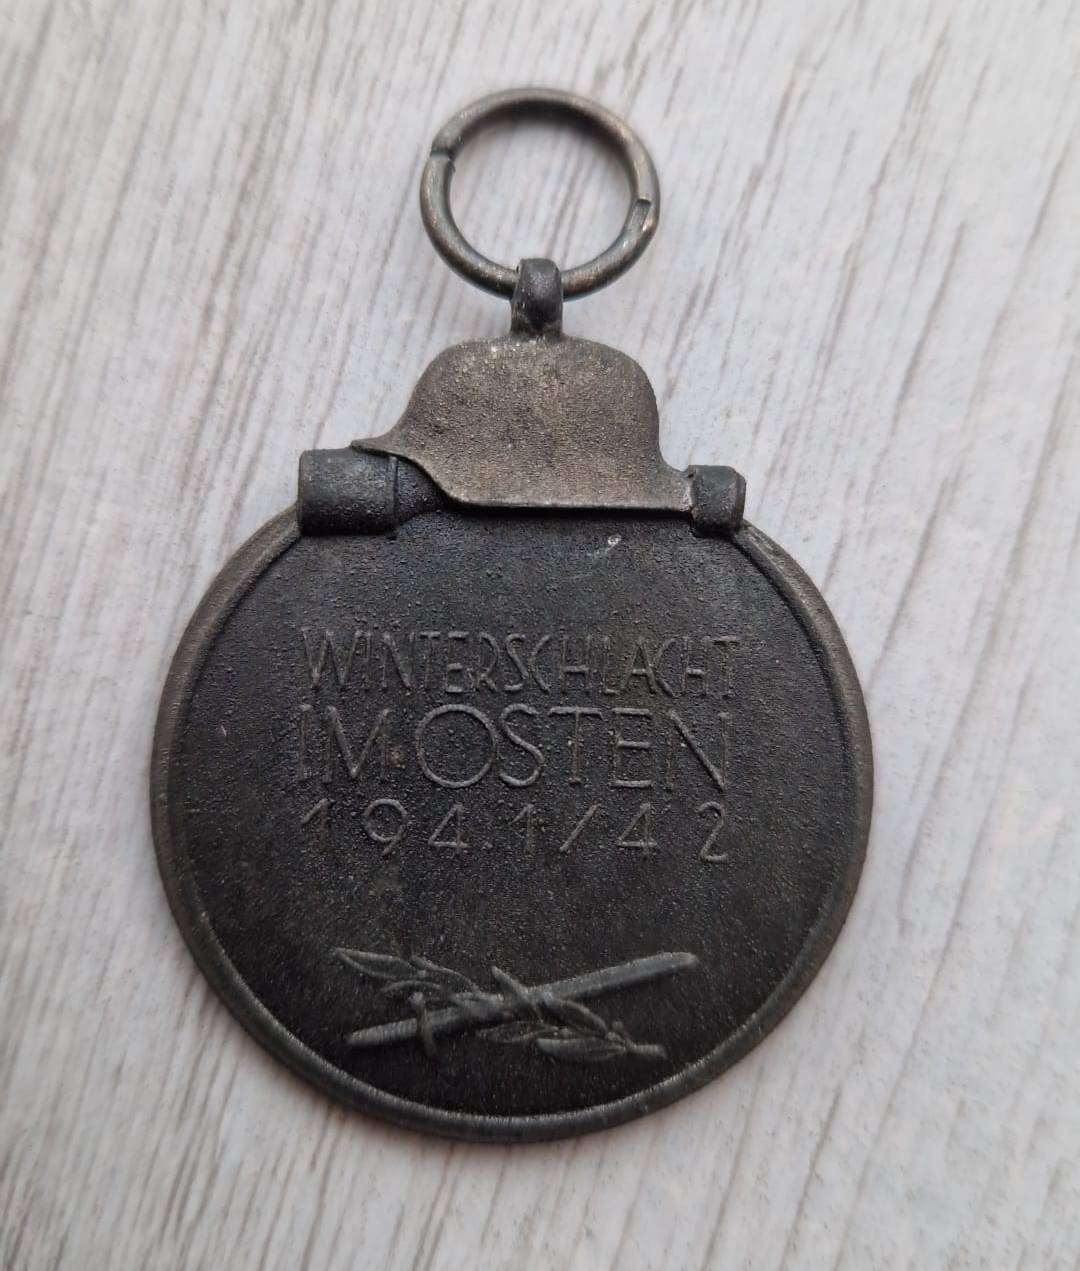 WINTERSCHLACHT
IM OSTEN
1941/42